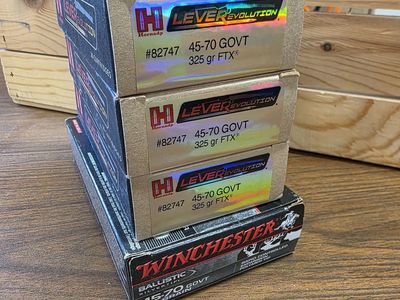 H
Hornady
LEVERevolution
#82747
45-70 GOVT
325 gr FTX®
H
Hornady
LEVERevolution
#82747
45-70 GOVT
325 gr FTX®
H
LEVERevolution
#82747
45-70 GOVT
325 gr FTX®
WINCHESTER
BALLISTIC
45-70